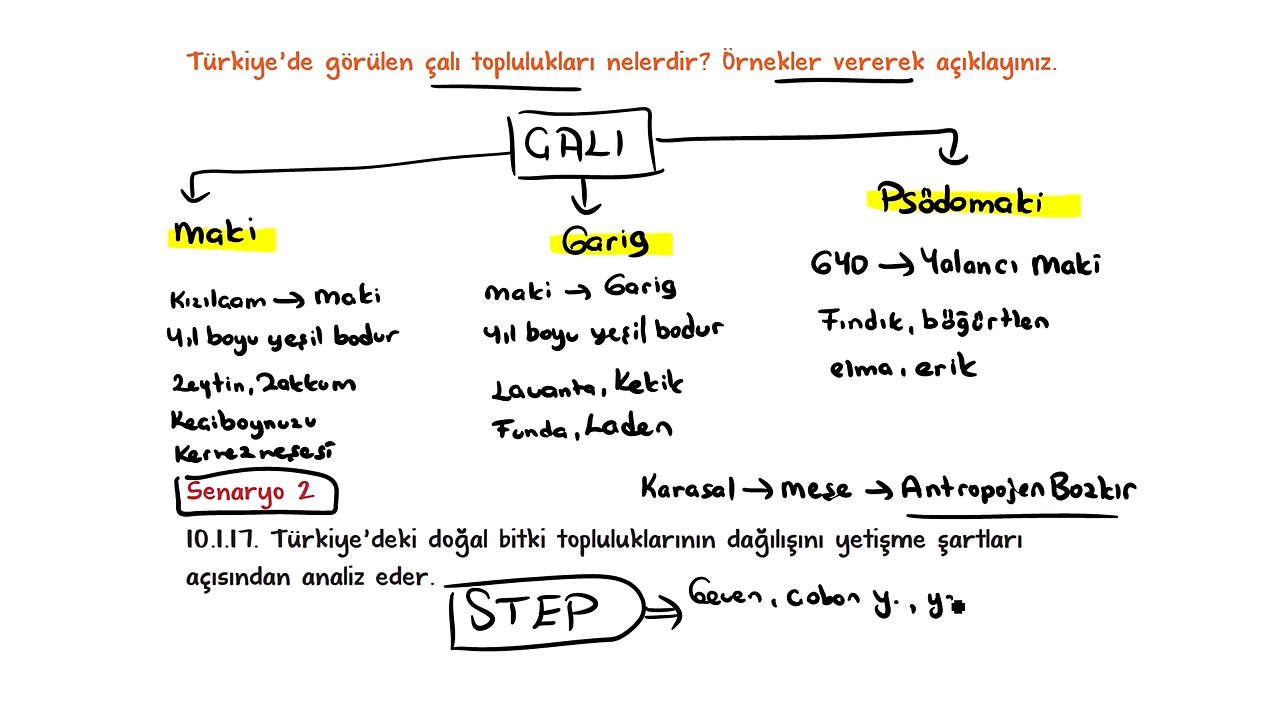 Türkiye'de görülen çalı toplulukları nelerdir? Örnekler vererek açıklayınız.
ÇALI
Maki
Kızılçam → Maki
Yıl boyu yeşil bodur
Zeytin, Zakkum
Keçiboynuzu
Kermez meşesi
Garig
Maki → Garig
Yıl boyu yeşil bodur
Lavanta, Kekik
Funda, Laden
Psödomaki
GYO → Yalancı Maki
Fındık, böğürtlen
elma, erik
Karasal → meşe → Antropojen Bozkır
Senaryo 2
10.1.17. Türkiye'deki doğal bitki topluluklarının dağılışını yetişme şartları
açısından analiz eder.
STEP ⇒ Geven, çoban y., y